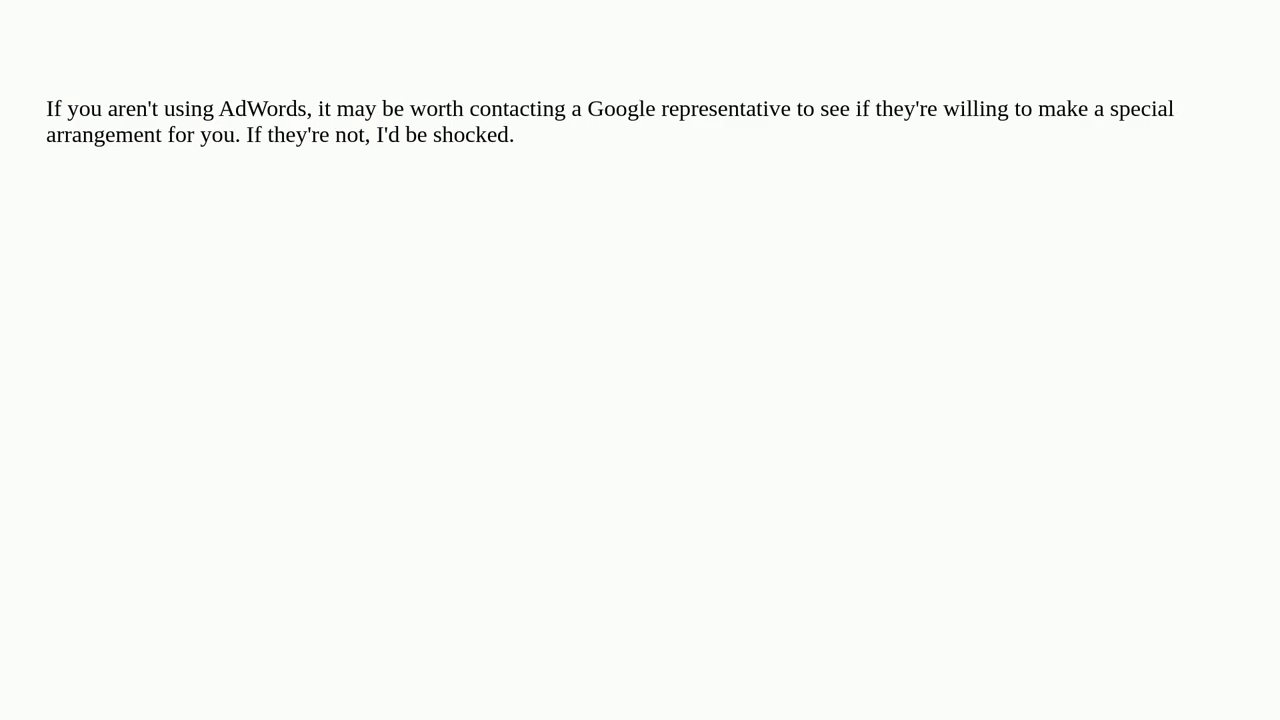 If you aren't using AdWords, it may be worth contacting a Google representative to see if they're willing to make a special
arrangement for you. If they're not, I'd be shocked.